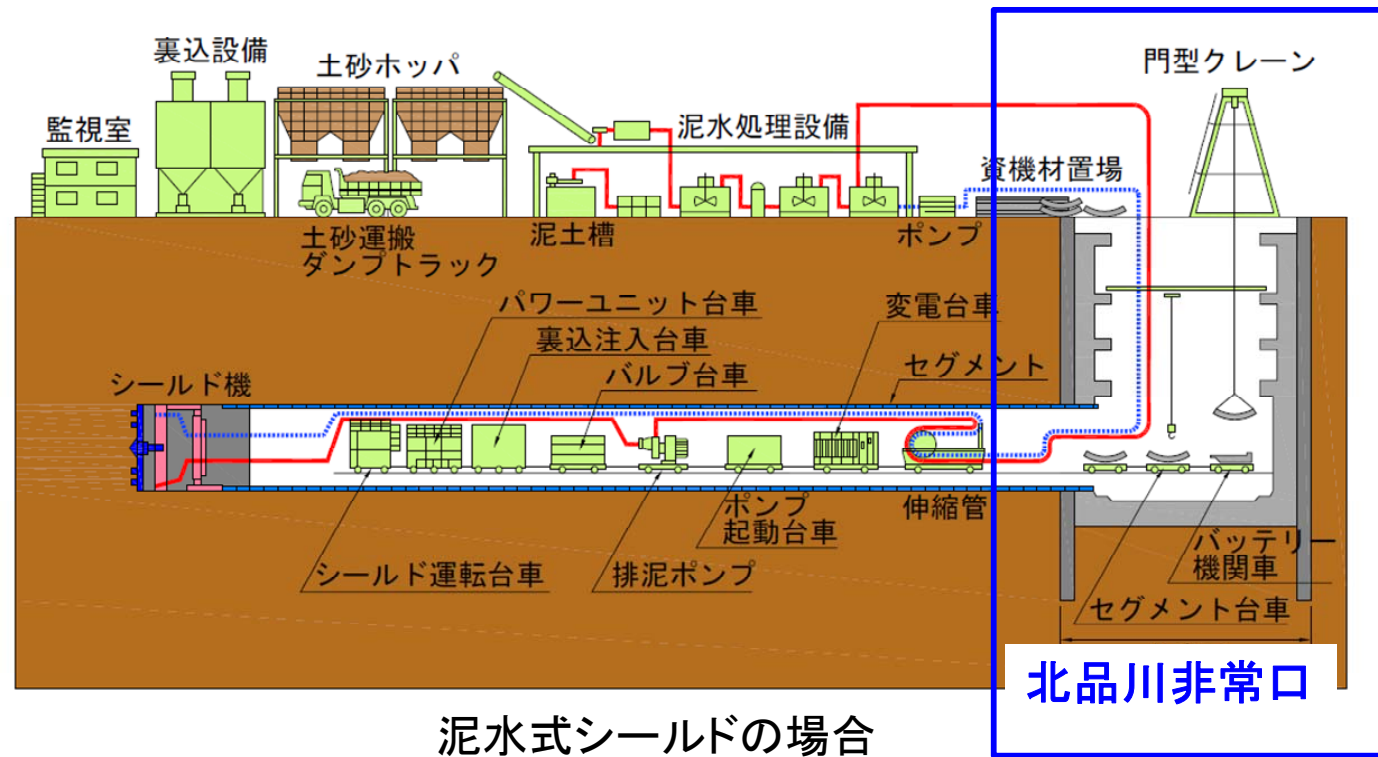 裏込設備
土砂ホッパ
門型クレーン
監視室
泥水処理設備
資機材置場
土砂運搬
ダンプトラック
泥土槽
ポンプ
パワーユニット台車
変電台車
裏込注入台車
セグメント
バルブ台車
シールド機
ポンプ
起動台車
伸縮管
シールド運転台車
排泥ポンプ
バッテリー
機関車
セグメント台車
北品川非常口
泥水式シールドの場合